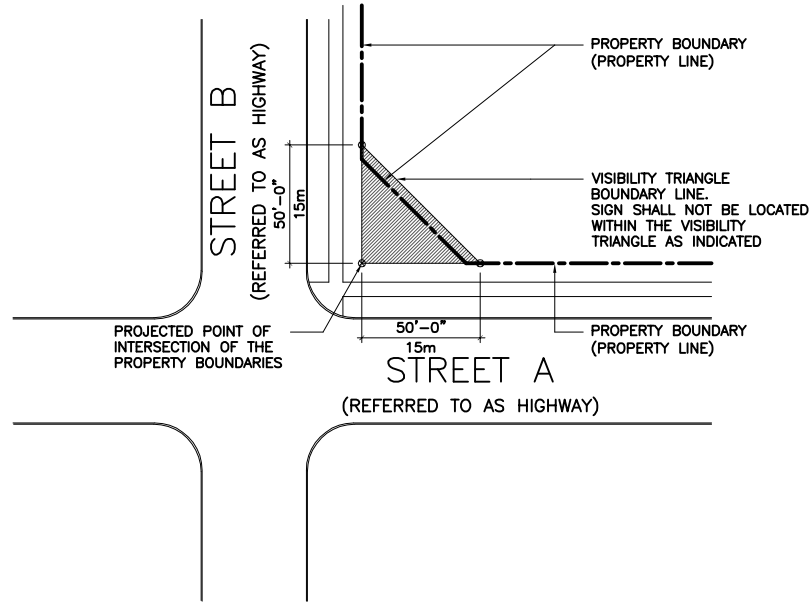 PROPERTY BOUNDARY
(PROPERTY LINE)
STREET B
(REFERRED TO AS HIGHWAY)
50'-0"
15m
VISIBILITY TRIANGLE
BOUNDARY LINE.
SIGN SHALL NOT BE LOCATED
WITHIN THE VISIBILITY
TRIANGLE AS INDICATED
PROJECTED POINT OF
INTERSECTION OF THE
PROPERTY BOUNDARIES
50'-0"
15m
PROPERTY BOUNDARY
(PROPERTY LINE)
STREET A
(REFERRED TO AS HIGHWAY)